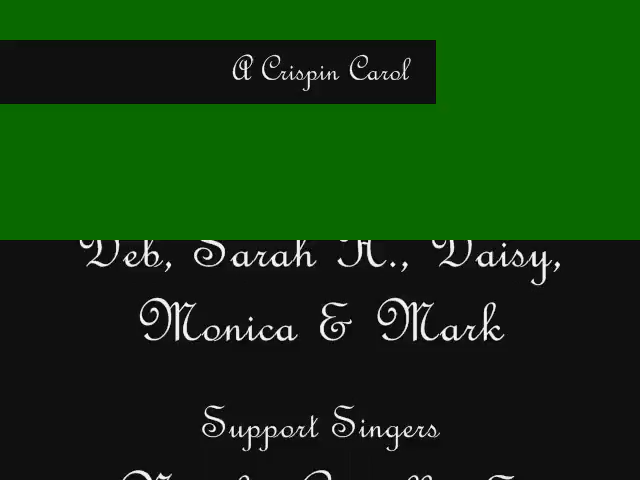 A Crispin Carol
Deb, Sarah H., Daisy,
Monica & Mark
Support Singers